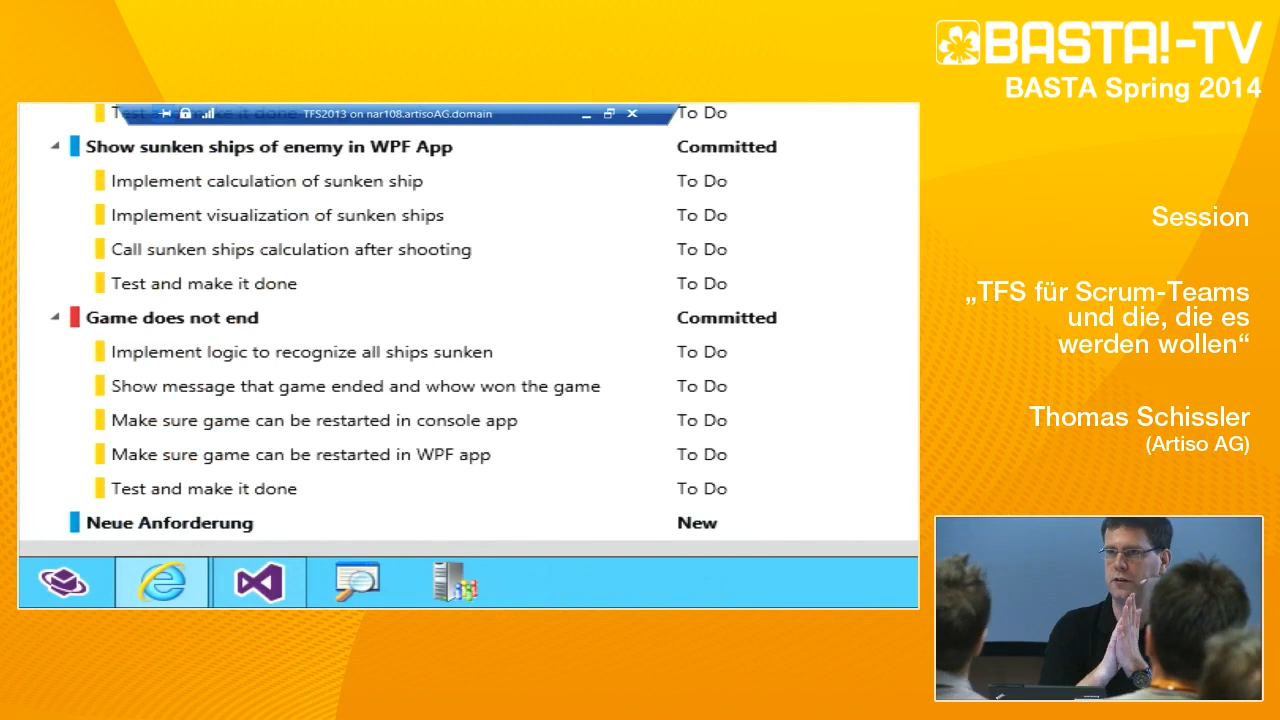 BASTA!-TV
BASTA Spring 2014
TFS2013 on nar108.artisoAG.domain
To Do
Show sunken ships of enemy in WPF App Committed
Implement calculation of sunken ship To Do
Implement visualization of sunken ships To Do
Call sunken ships calculation after shooting To Do
Test and make it done To Do
Game does not end Committed
Implement logic to recognize all ships sunken To Do
Show message that game ended and whow won the game To Do
Make sure game can be restarted in console app To Do
Make sure game can be restarted in WPF app To Do
Test and make it done To Do
Neue Anforderung New
Session
„TFS für Scrum-Teams
und die, die es
werden wollen“
Thomas Schissler
(Artiso AG)